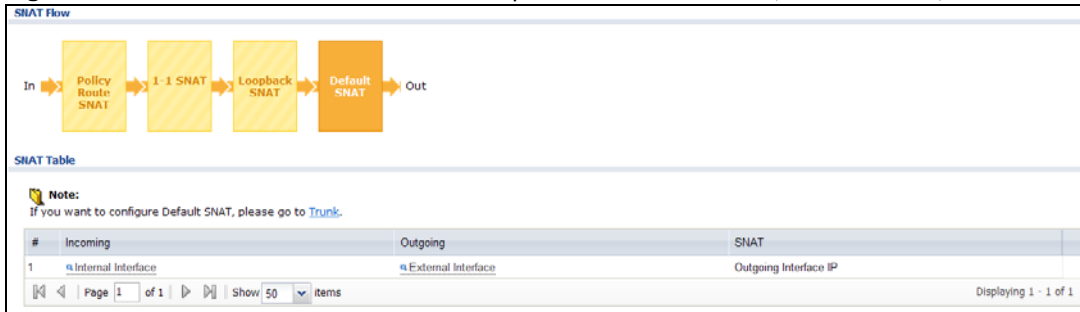 SNAT Flow
In
Policy Route SNAT
1-1 SNAT
Loopback SNAT
Default SNAT
Out
SNAT Table
Note:
If you want to configure Default SNAT, please go to Trunk.
# Incoming Outgoing SNAT
1 Internal Interface External Interface Outgoing Interface IP
Page 1 of 1 Show 50 items Displaying 1 - 1 of 1